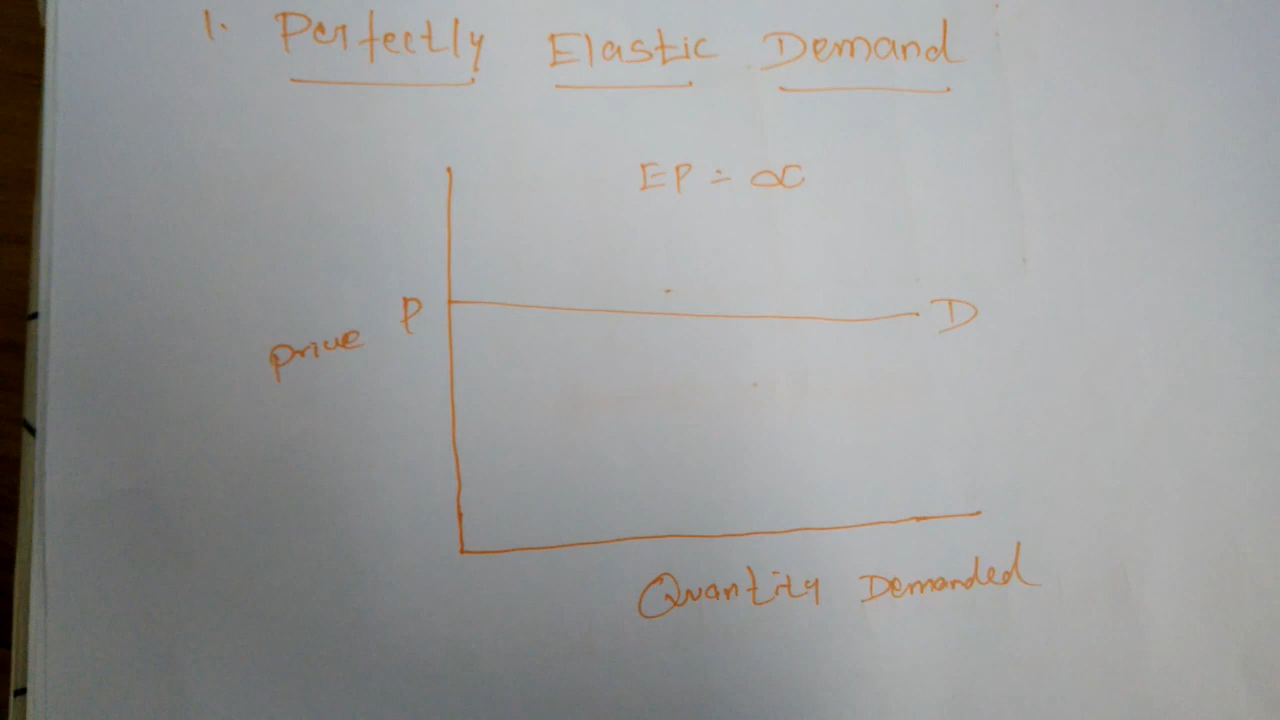 1. Perfectly Elastic Demand
EP = ∝
P
D
price
Quantity Demanded